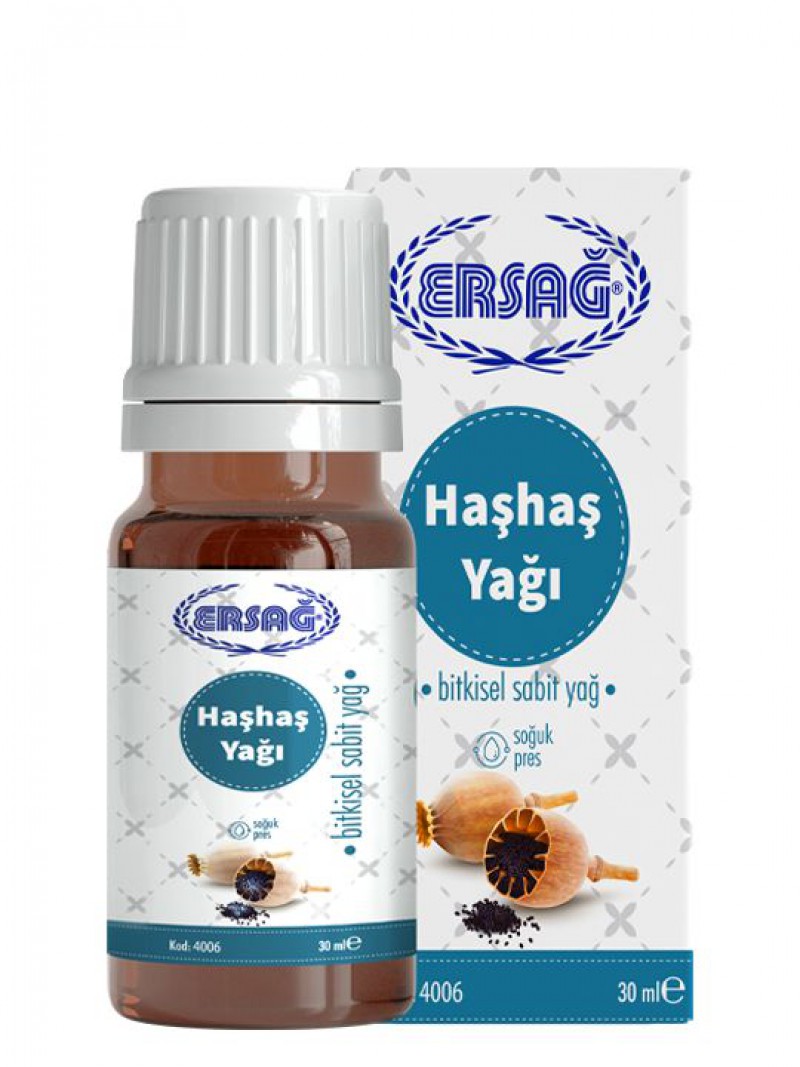 ERSAĞ®
Haşhaş
Yağı
• bitkisel sabit yağ •
soğuk
pres
4006
30 ml℮
ERSAĞ®
Haşhaş
Yağı
• bitkisel sabit yağ •
soğuk
pres
Kod: 4006
30 ml℮